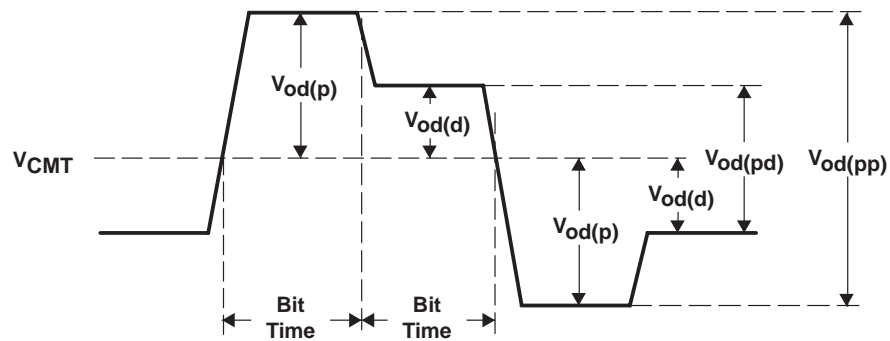 Vod(p)
Vod(d)
VCMT
Vod(pd)
Vod(pp)
Vod(d)
Vod(p)
Bit
Time
Bit
Time